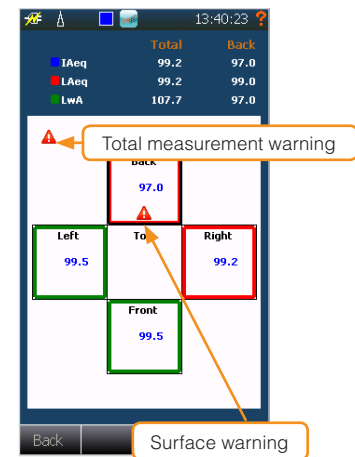 13:40:23 ?
Total Back
IAeq 99.2 97.0
LAeq 99.2 99.0
LwA 107.7 97.0
Total measurement warning
Back
97.0
Left To Right
99.5 99.2
Front
99.5
Back
Surface warning